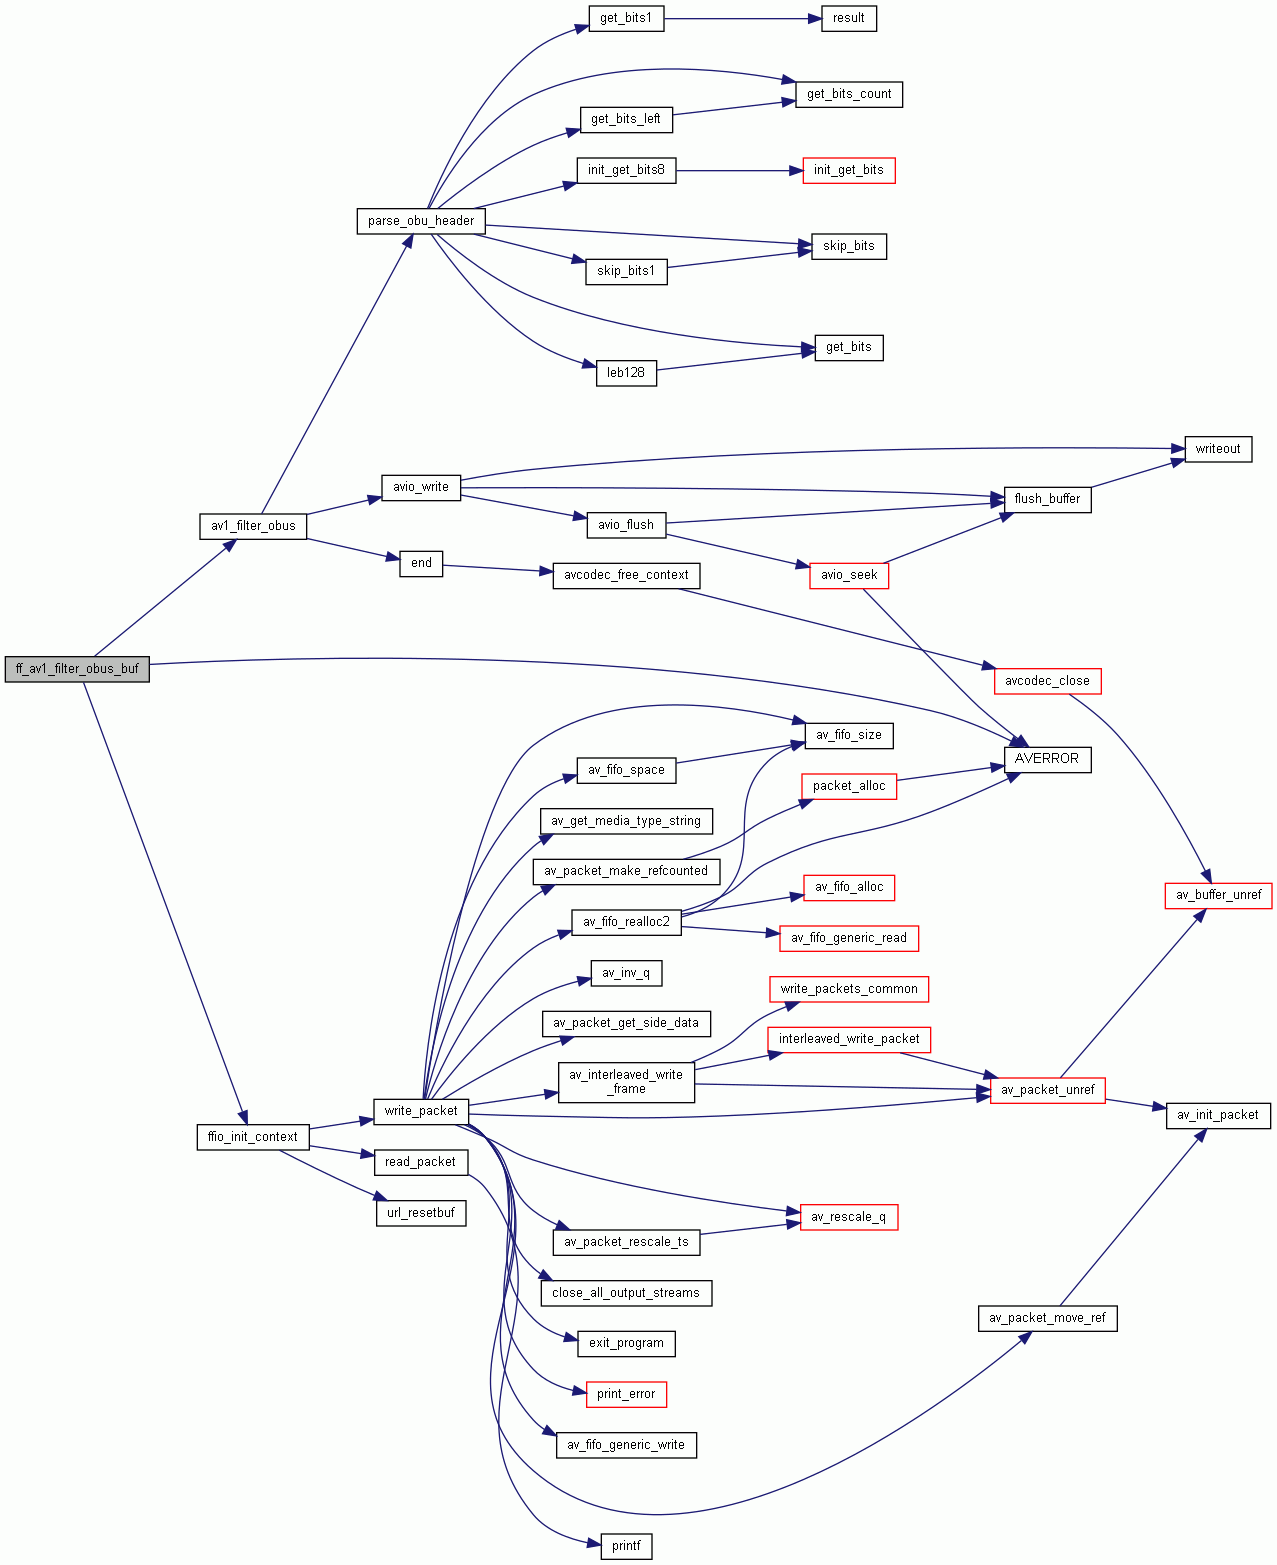 get_bits1
result
get_bits_count
get_bits_left
init_get_bits8
init_get_bits
parse_obu_header
skip_bits
skip_bits1
get_bits
leb128
writeout
avio_write
flush_buffer
av1_filter_obus
avio_flush
end
avcodec_free_context
avio_seek
ff_av1_filter_obus_buf
avcodec_close
av_fifo_size
AVERROR
av_fifo_space
packet_alloc
av_get_media_type_string
av_packet_make_refcounted
av_fifo_alloc
av_buffer_unref
av_fifo_realloc2
av_fifo_generic_read
av_inv_q
write_packets_common
av_packet_get_side_data
interleaved_write_packet
av_interleaved_write
_frame
av_packet_unref
write_packet
av_init_packet
ffio_init_context
read_packet
url_resetbuf
av_rescale_q
av_packet_rescale_ts
close_all_output_streams
av_packet_move_ref
exit_program
print_error
av_fifo_generic_write
printf